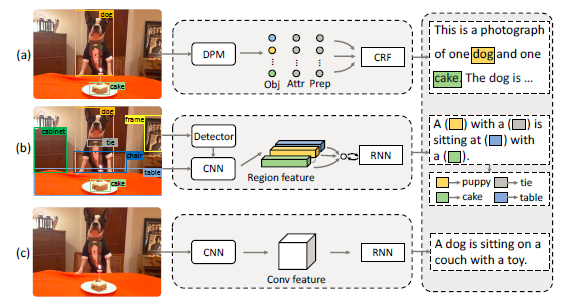 (a)
dog
cake
DPM
Obj Attr Prep
CRF
This is a photograph
of one dog and one
cake The dog is ...
(b)
dog
cabinet
frame
tie
chair
cake
table
Detector
CNN
Region feature
RNN
A ( ) with a ( ) is
sitting at ( ) with
a ( ).
puppy
tie
cake
table
(c)
CNN
Conv feature
RNN
A dog is sitting on a
couch with a toy.